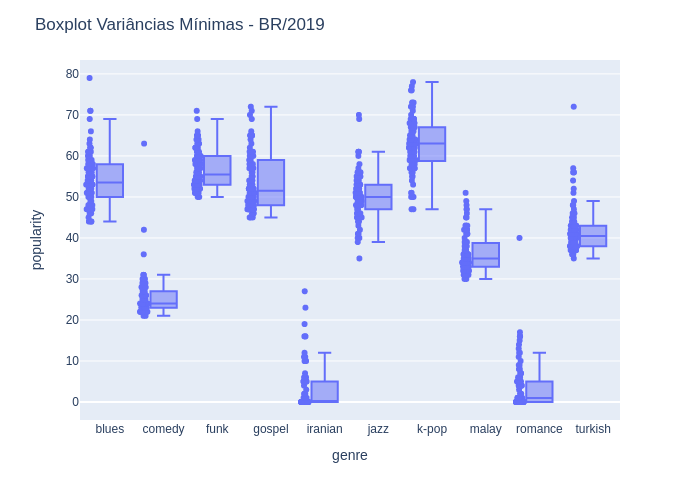 Boxplot Variâncias Mínimas - BR/2019
80
70
60
50
40
30
20
10
0
popularity
blues comedy funk gospel iranian jazz k-pop malay romance turkish
genre